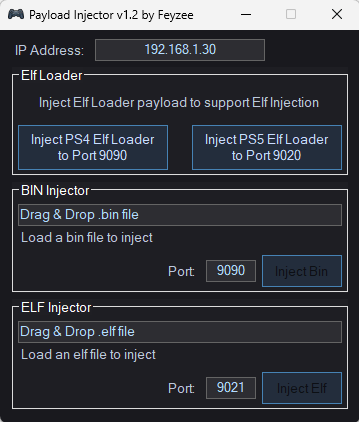 Payload Injector v1.2 by Feyzee
IP Address: 192.168.1.30
Elf Loader
Inject Elf Loader payload to support Elf Injection
Inject PS4 Elf Loader
to Port 9090
Inject PS5 Elf Loader
to Port 9020
BIN Injector
Drag & Drop .bin file
Load a bin file to inject
Port: 9090 Inject Bin
ELF Injector
Drag & Drop .elf file
Load an elf file to inject
Port: 9021 Inject Elf